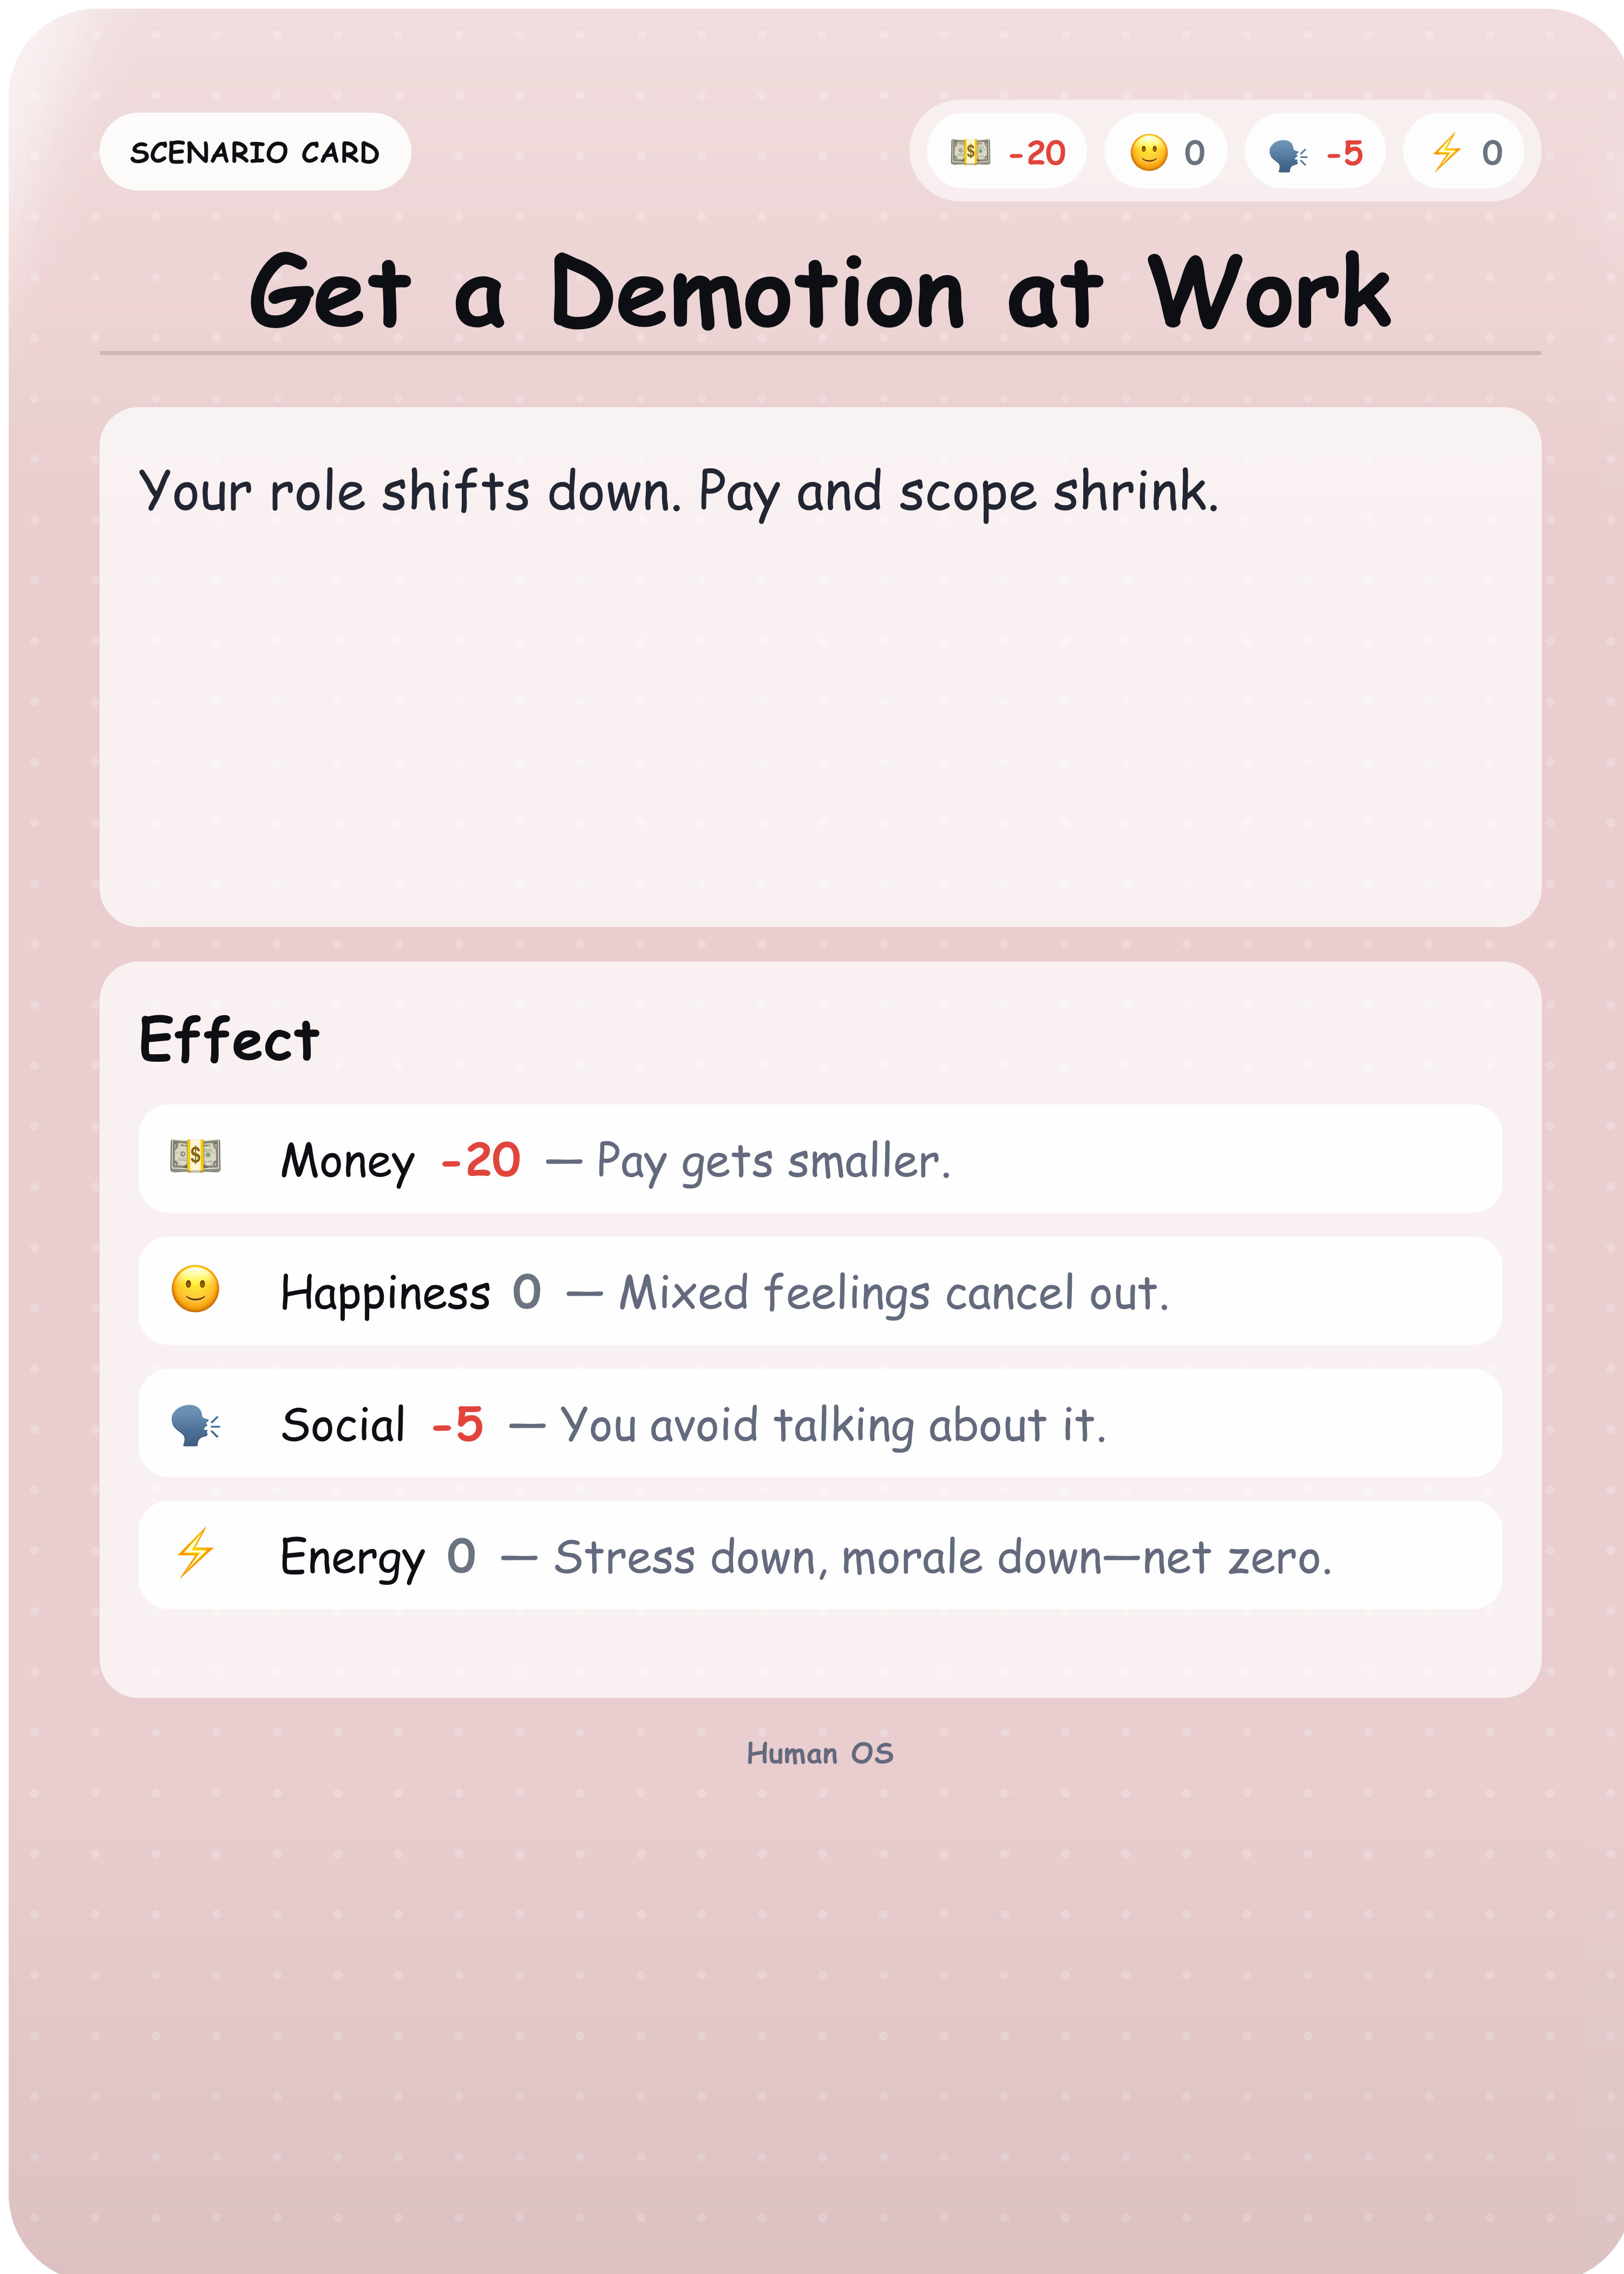 SCENARIO CARD
💵 -20 🙂 0 🗣️ -5 ⚡ 0
Get a Demotion at Work
Your role shifts down. Pay and scope shrink.
Effect
💵 Money -20 — Pay gets smaller.
🙂 Happiness 0 — Mixed feelings cancel out.
🗣️ Social -5 — You avoid talking about it.
⚡ Energy 0 — Stress down, morale down—net zero.
Human OS